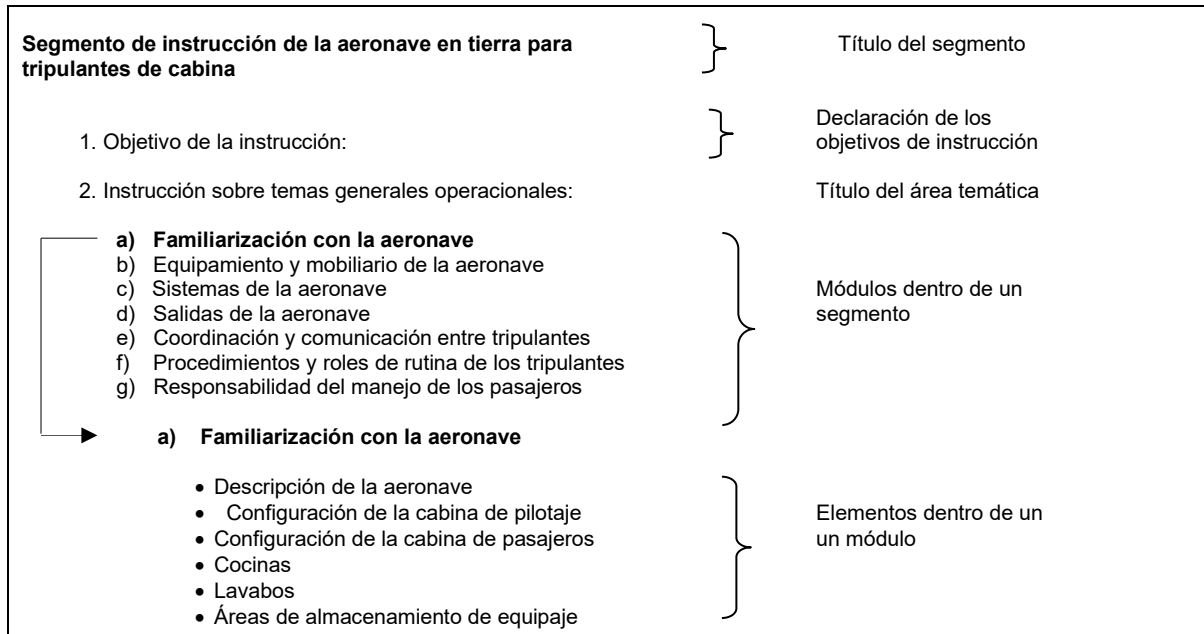 Segmento de instrucción de la aeronave en tierra para
tripulantes de cabina
Título del segmento
1. Objetivo de la instrucción:
Declaración de los
objetivos de instrucción
2. Instrucción sobre temas generales operacionales:
Título del área temática
a) Familiarización con la aeronave
b) Equipamiento y mobiliario de la aeronave
c) Sistemas de la aeronave
d) Salidas de la aeronave
e) Coordinación y comunicación entre tripulantes
f) Procedimientos y roles de rutina de los tripulantes
g) Responsabilidad del manejo de los pasajeros
Módulos dentro de un
segmento
a) Familiarización con la aeronave
• Descripción de la aeronave
• Configuración de la cabina de pilotaje
• Configuración de la cabina de pasajeros
• Cocinas
• Lavabos
• Áreas de almacenamiento de equipaje
Elementos dentro de un
un módulo